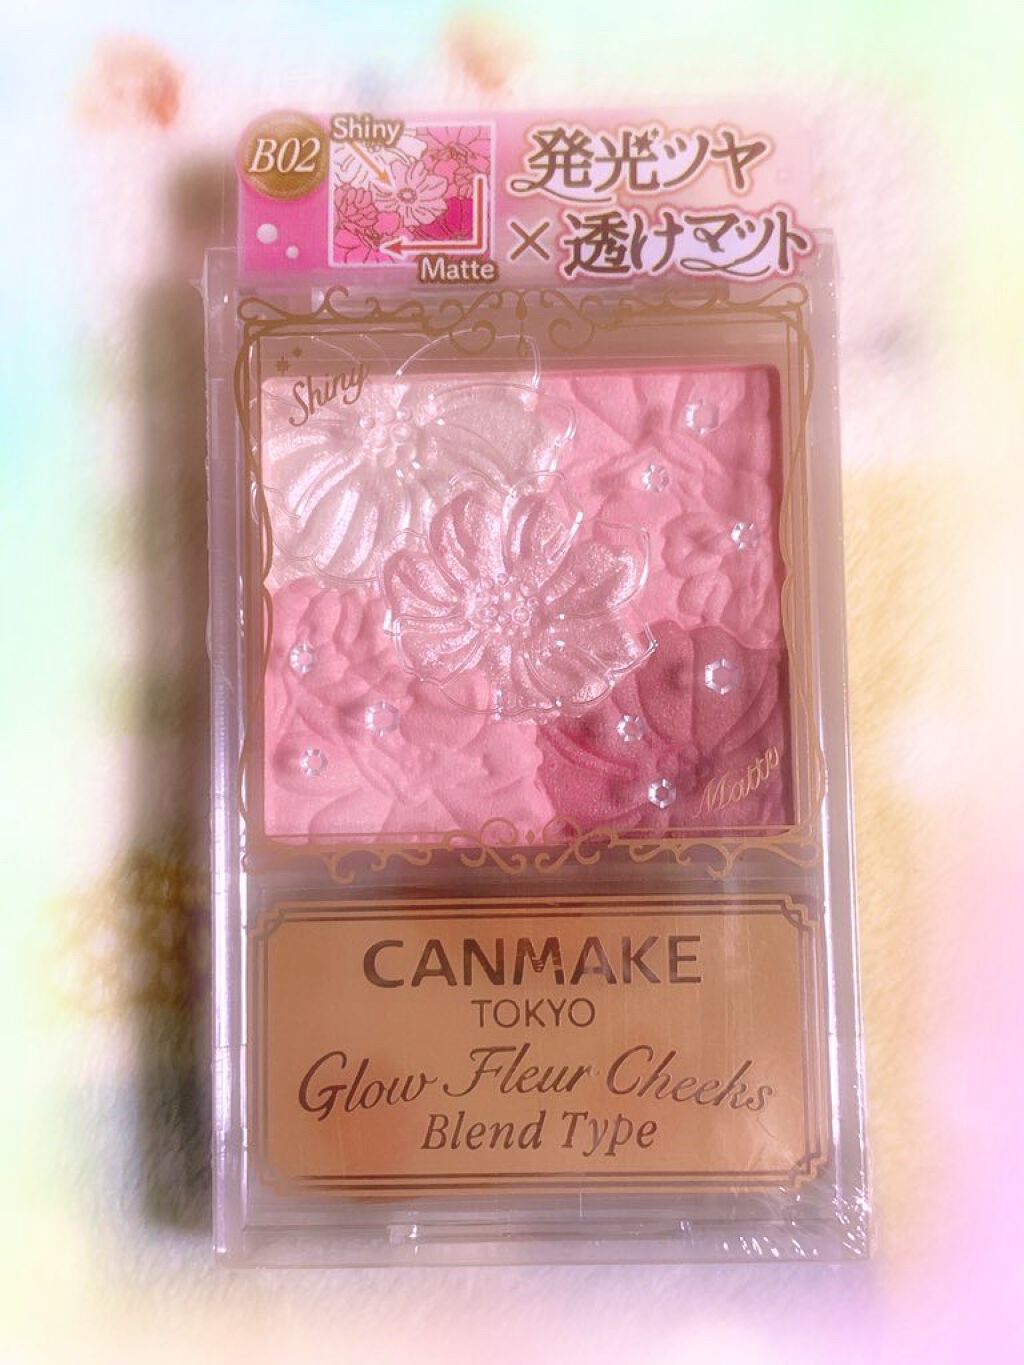 B02
Shiny
Matte
発光ツヤ
×透けマット
Shiny
Matte
CANMAKE
TOKYO
Glow Fleur Cheeks
Blend Type